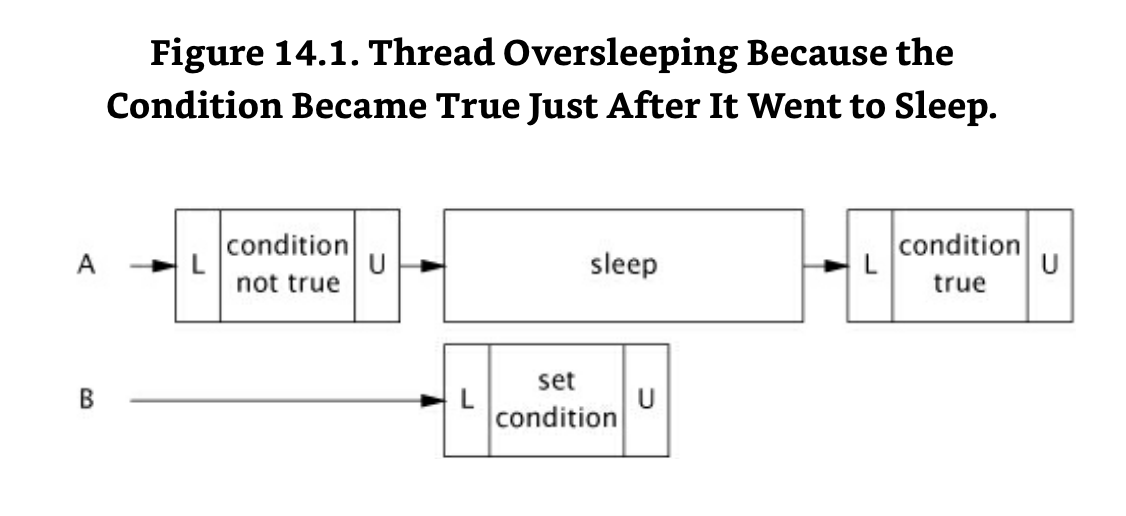 Figure 14.1. Thread Oversleeping Because the
Condition Became True Just After It Went to Sleep.
A L condition not true U sleep L condition true U
B L set condition U